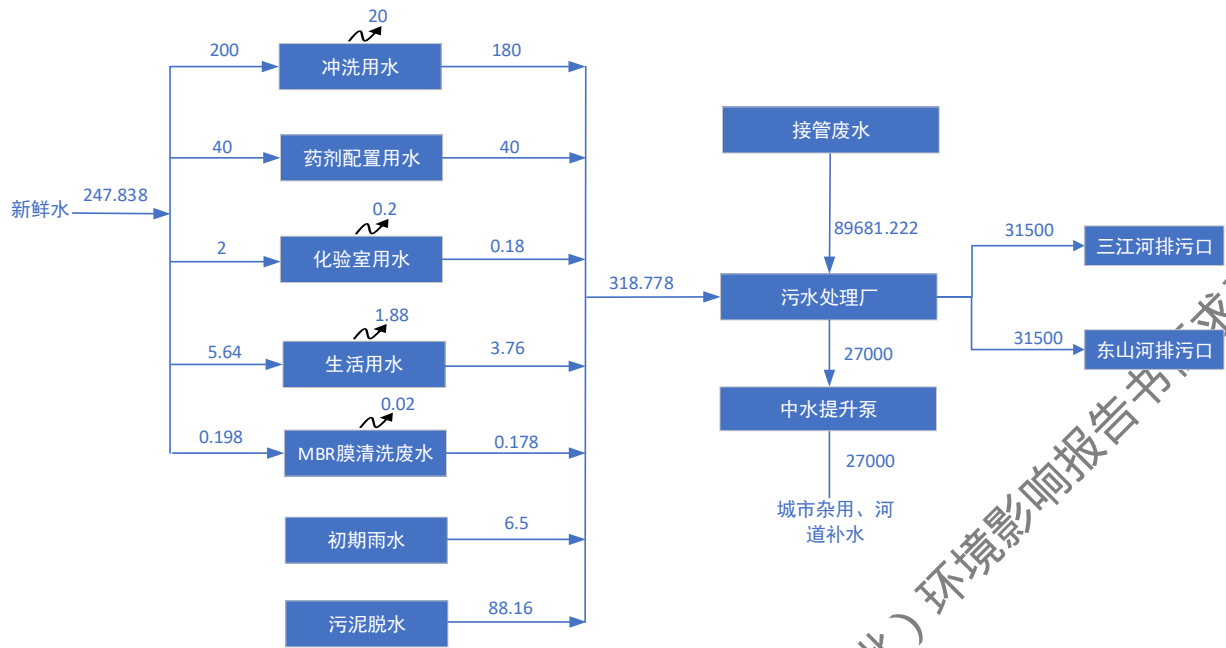 20
200
冲洗用水
180
接管废水
40
药剂配置用水
40
新鲜水
247.838
0.2
89681.222
31500
三江河排污口
2
化验室用水
0.18
318.778
污水处理厂
1.88
5.64
生活用水
3.76
27000
31500
东山河排污口
0.02
中水提升泵
0.198
MBR膜清洗废水
0.178
27000
城市杂用、河
道补水
初期雨水
6.5
污泥脱水
88.16
）环境影响报告书